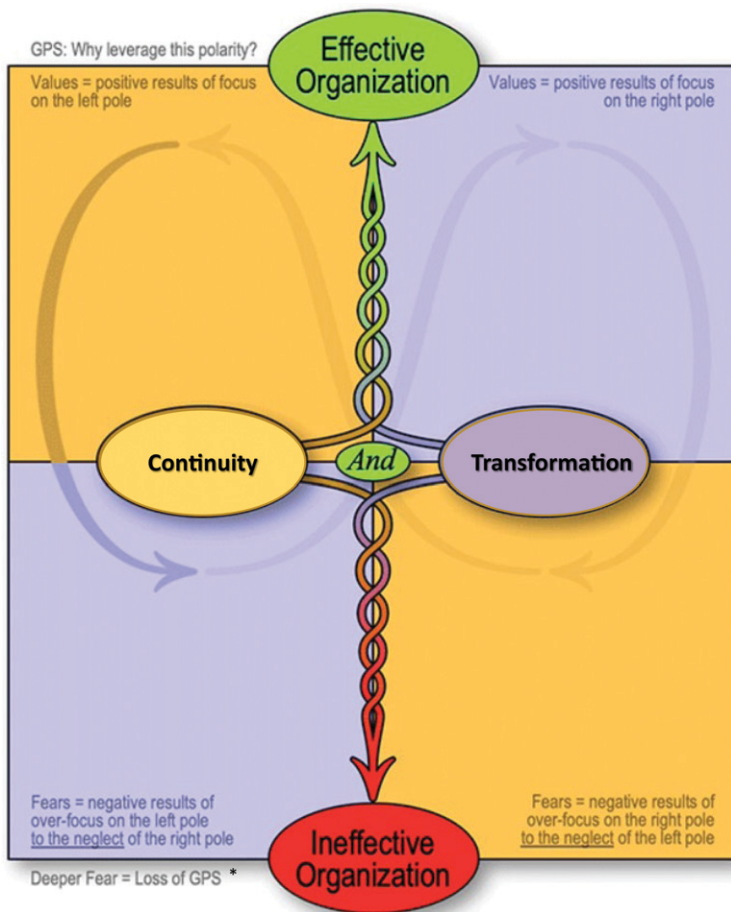 GPS: Why leverage this polarity?
Effective
Organization
Values = positive results of focus
on the left pole
Values = positive results of focus
on the right pole
Continuity
And
Transformation
Fears = negative results of
over-focus on the left pole
to the neglect of the right pole
Fears = negative results of
over-focus on the right pole
to the neglect of the left pole
Ineffective
Organization
Deeper Fear = Loss of GPS *